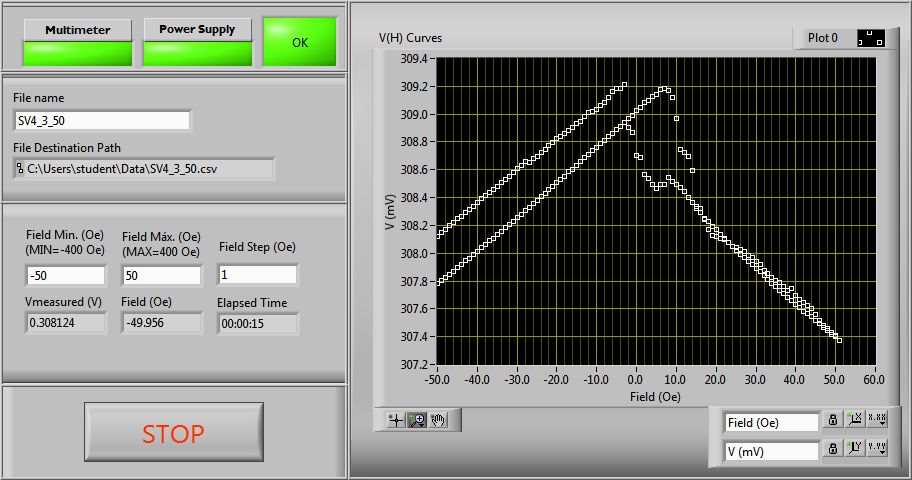 Multimeter
Power Supply
OK
File name
SV4_3_50
File Destination Path
C:\Users\student\Data\SV4_3_50.csv
Field Min. (Oe)
(MIN=-400 Oe)
Field Máx. (Oe)
(MAX=400 Oe)
Field Step (Oe)
-50
50
1
Vmeasured (V)
Field (Oe)
Elapsed Time
0.308124
-49.956
00:00:15
STOP
V(H) Curves
Plot 0
309.4
309.2
309.0
308.8
308.6
308.4
308.2
308.0
307.8
307.6
307.4
307.2
V (mV)
-50.0 -40.0 -30.0 -20.0 -10.0 0.0 10.0 20.0 30.0 40.0 50.0 60.0
Field (Oe)
Field (Oe)
X
X.XX
V (mV)
Y
Y.YY